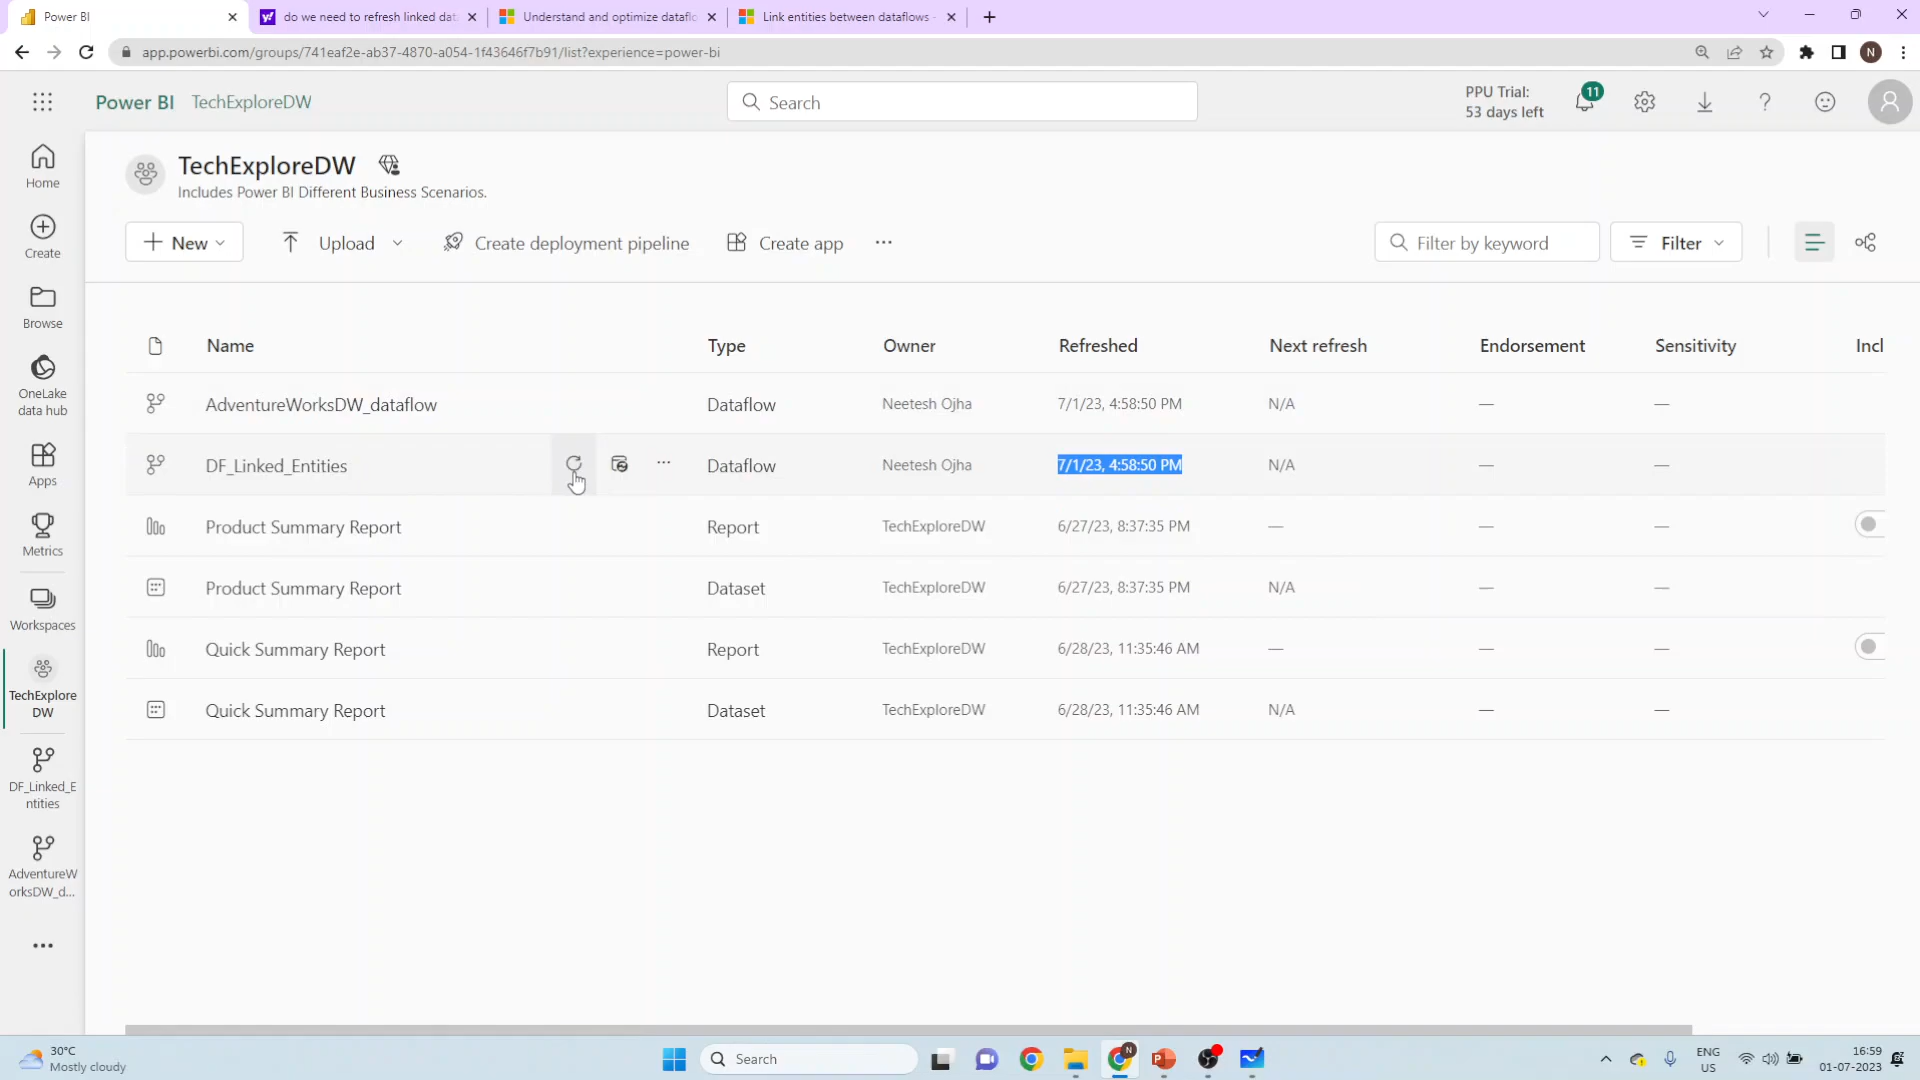 Power BI
do we need to refresh linked dat
Understand and optimize dataflo
Link entities between dataflows -
app.powerbi.com/groups/741eaf2e-ab37-4870-a054-1f43646f7b91/list?experience=power-bi
N
Power BI TechExploreDW
Search
PPU Trial:
53 days left
11
Home
Create
Browse
OneLake
data hub
Apps
Metrics
Workspaces
TechExplore
DW
DF_Linked_E
ntities
AdventureW
orksDW_d...
TechExploreDW
Includes Power BI Different Business Scenarios.
New
Upload
Create deployment pipeline
Create app
Filter by keyword
Filter
Name Type Owner Refreshed Next refresh Endorsement Sensitivity Incl
AdventureWorksDW_dataflow Dataflow Neetesh Ojha 7/1/23, 4:58:50 PM N/A — —
DF_Linked_Entities Dataflow Neetesh Ojha 7/1/23, 4:58:50 PM N/A — —
Product Summary Report Report TechExploreDW 6/27/23, 8:37:35 PM — — —
Product Summary Report Dataset TechExploreDW 6/27/23, 8:37:35 PM N/A — —
Quick Summary Report Report TechExploreDW 6/28/23, 11:35:46 AM — — —
Quick Summary Report Dataset TechExploreDW 6/28/23, 11:35:46 AM N/A — —
30°C
Mostly cloudy
Search
N
ENG
US
16:59
01-07-2023